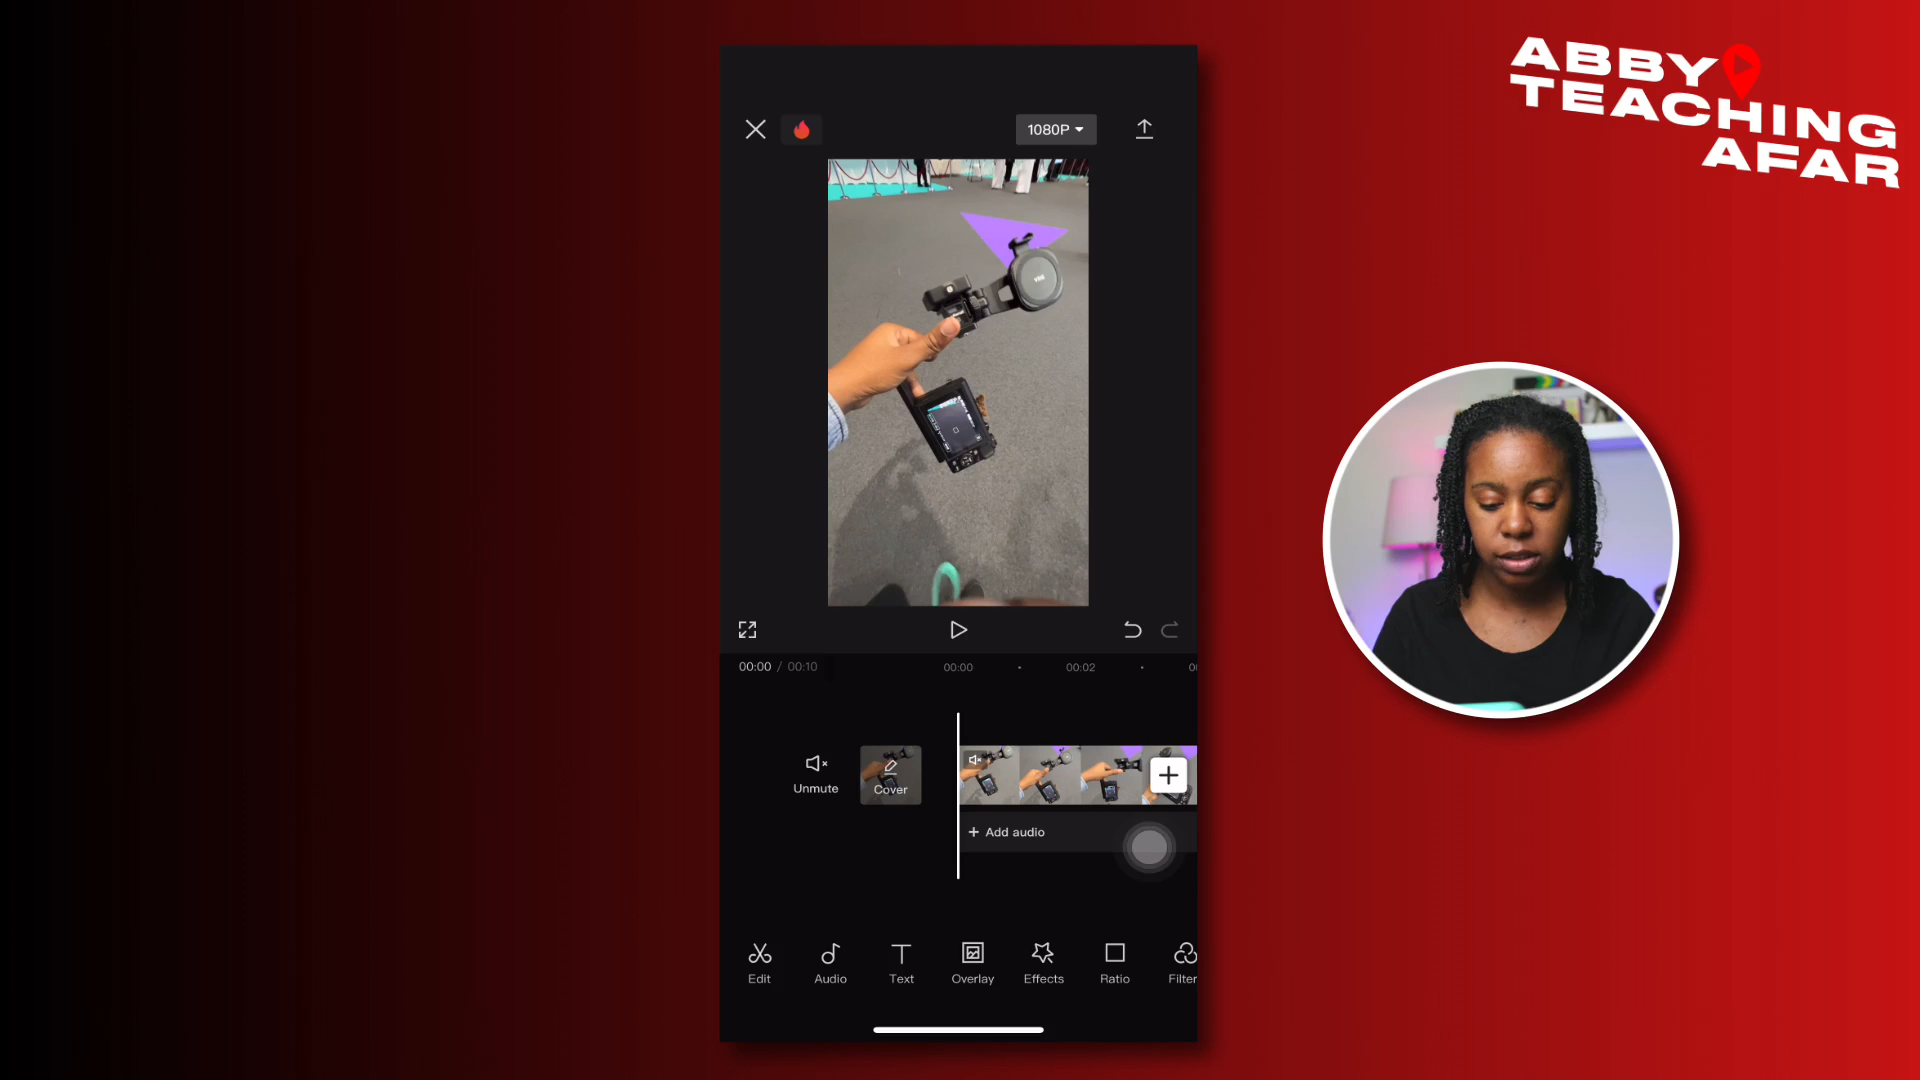 ABBY
TEACHING
AFAR
1080P
00:00 / 00:10
00:00
00:02
Unmute
Cover
+ Add audio
Edit
Audio
Text
Overlay
Effects
Ratio
Filter